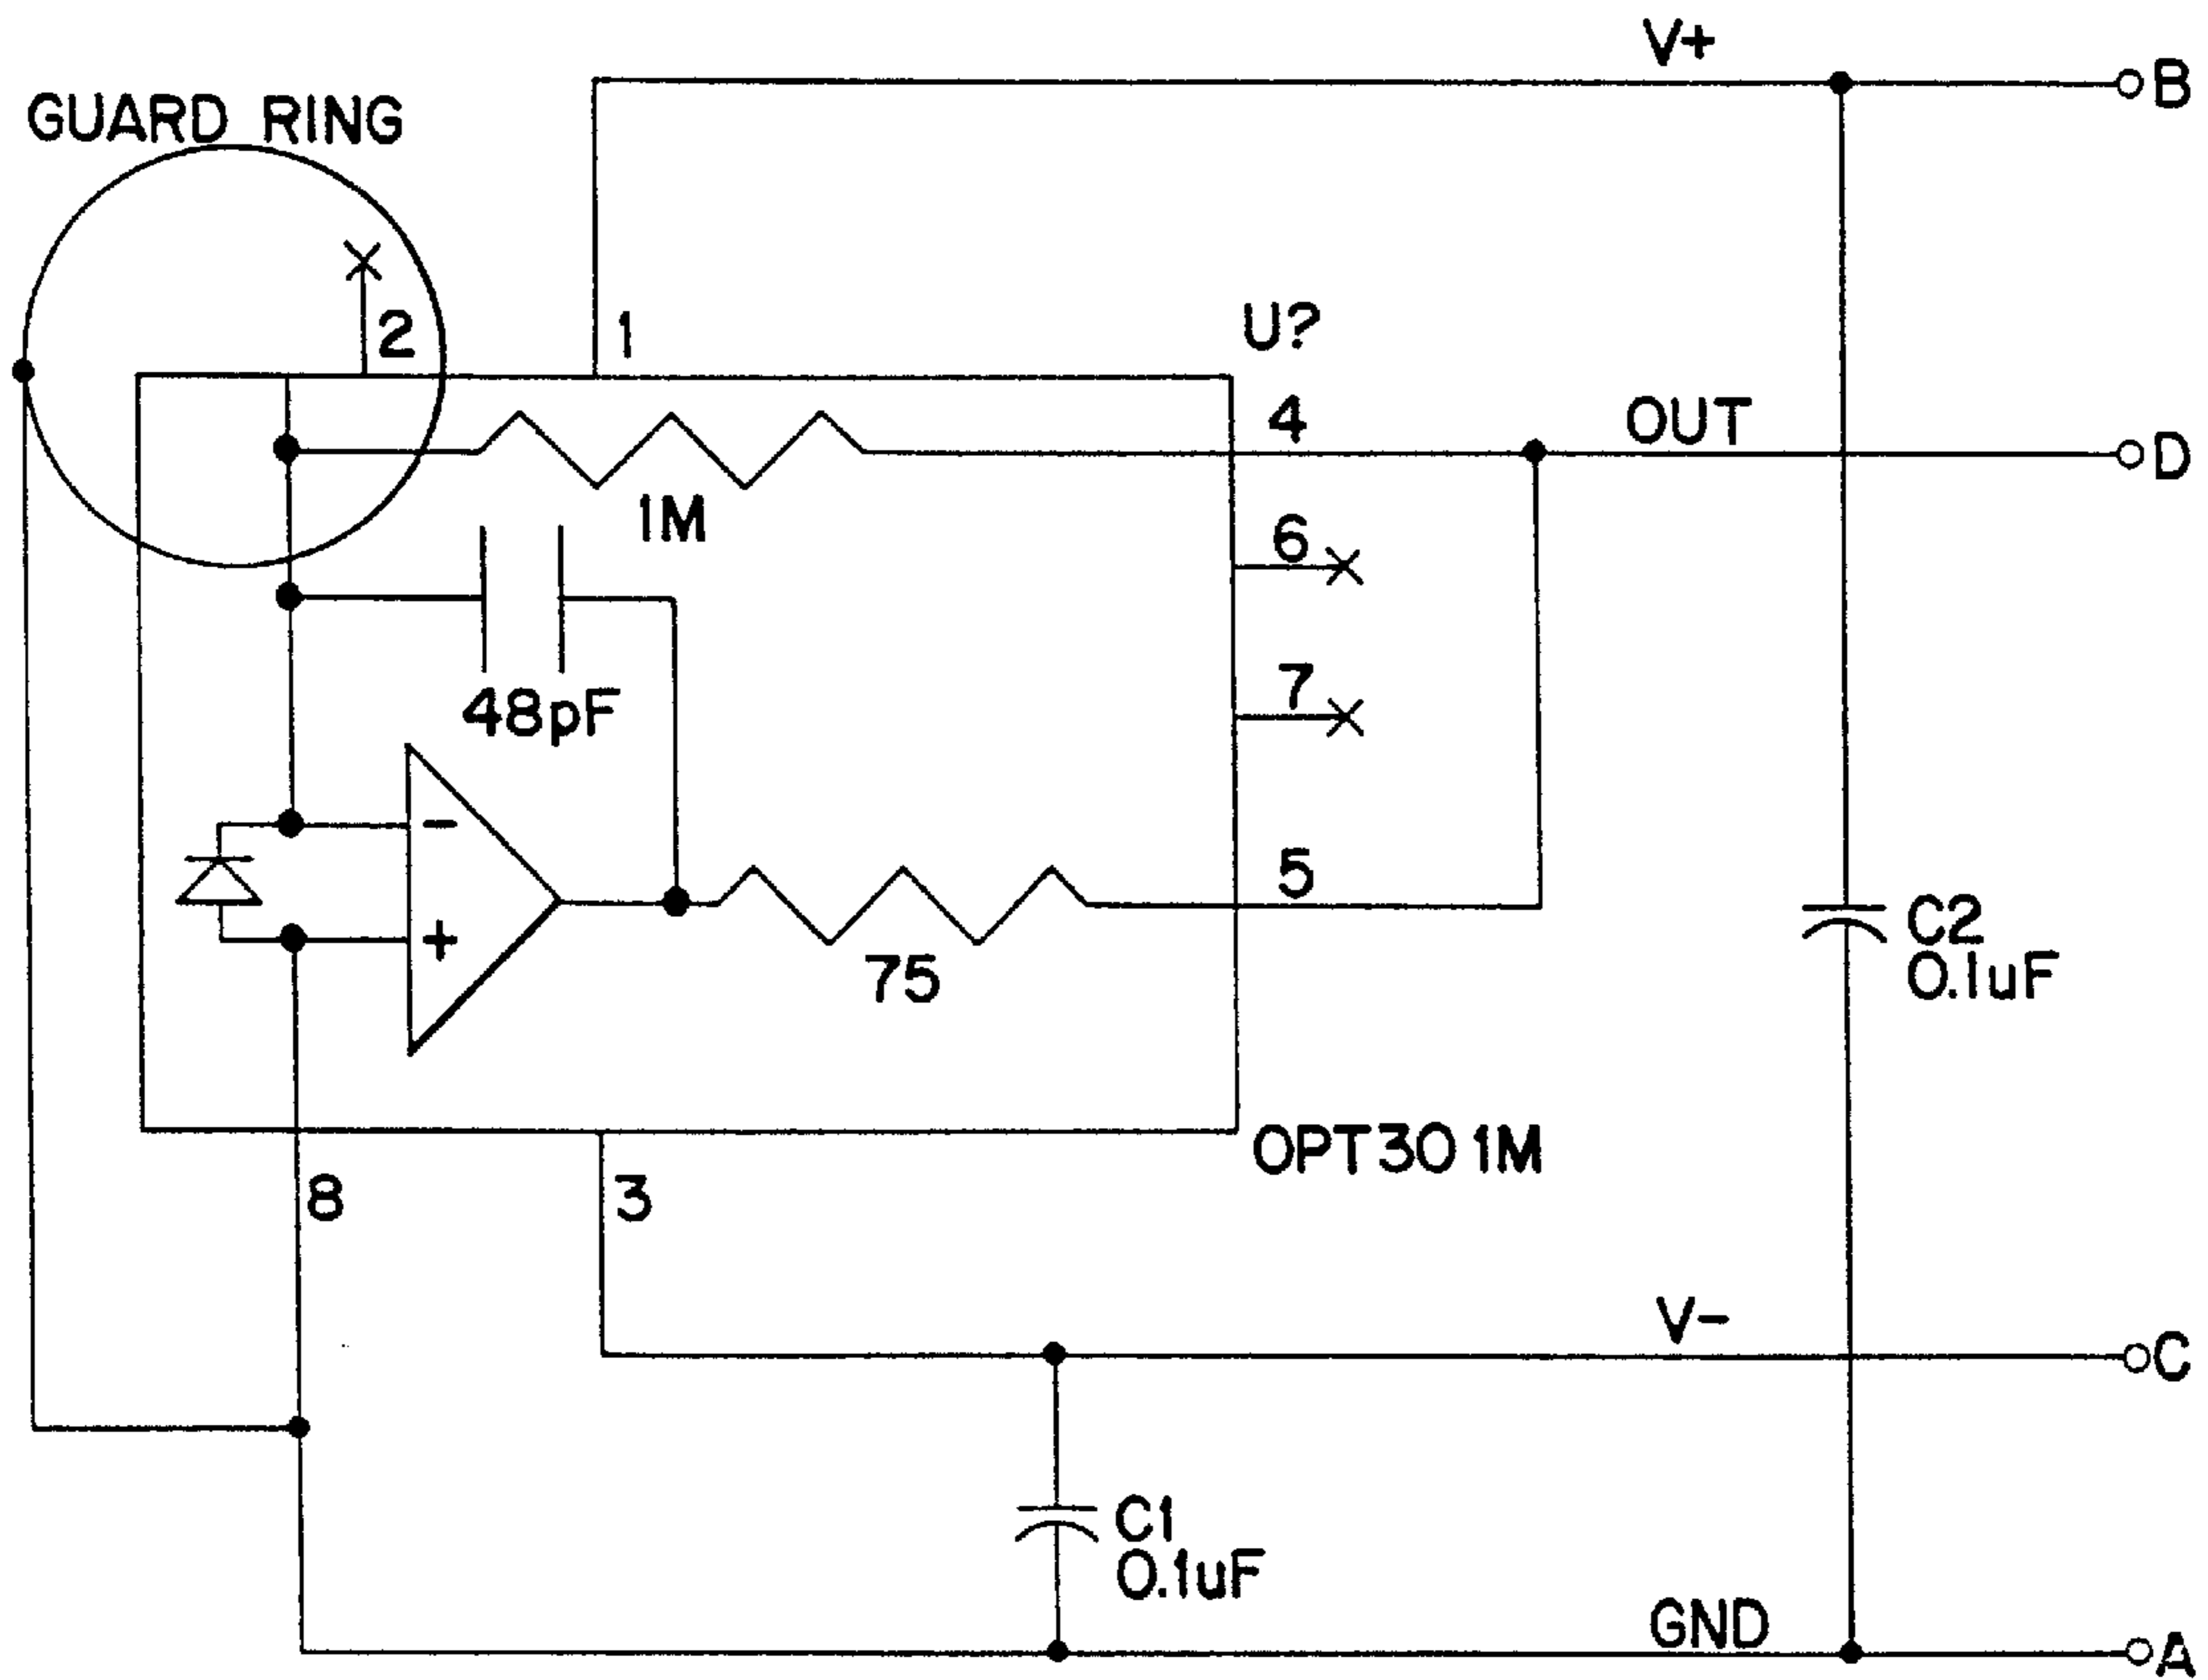 V+
B
GUARD RING
2
1
U?
4
OUT
D
1M
6
7
48pF
-
5
+
C2
0.1uF
75
OPT301M
8
3
V-
C
C1
0.1uF
GND
A